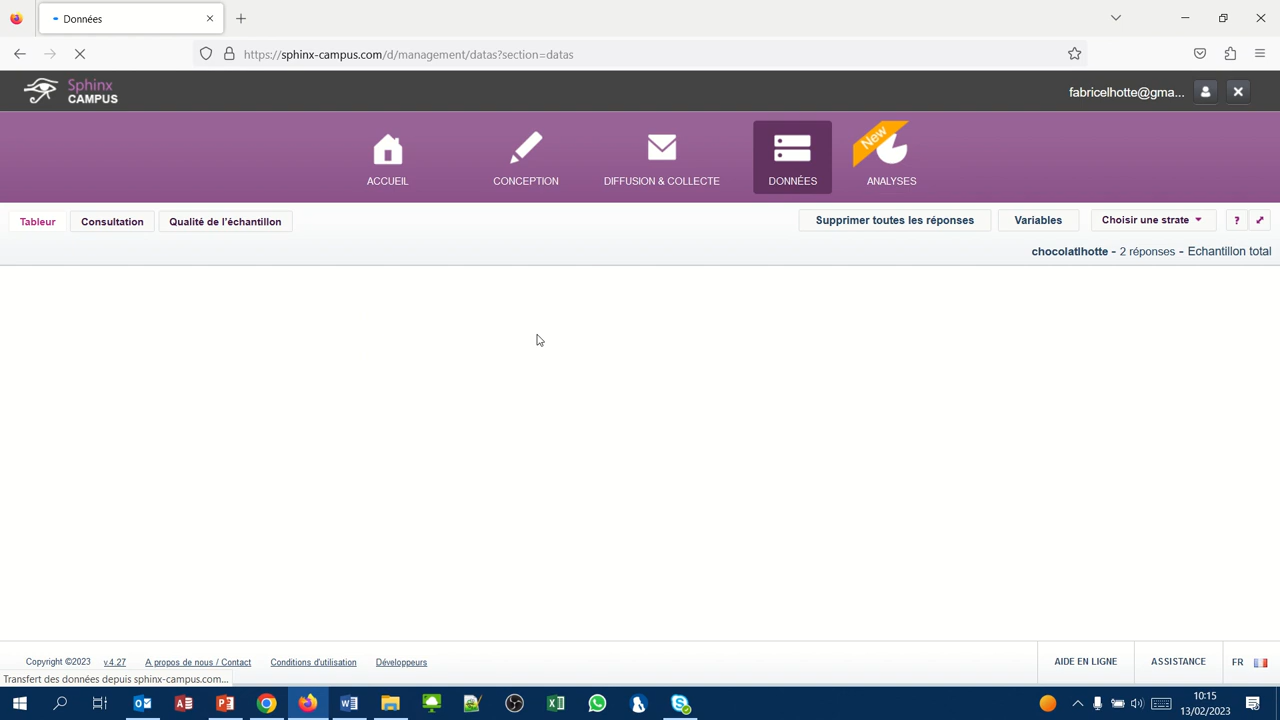 Données
https://sphinx-campus.com/d/management/datas?section=datas
Sphinx
CAMPUS
fabricelhotte@gma...
ACCUEIL
CONCEPTION
DIFFUSION & COLLECTE
DONNÉES
New
ANALYSES
Tableur
Consultation
Qualité de l'échantillon
Supprimer toutes les réponses
Variables
Choisir une strate
?
chocolatlhotte - 2 réponses - Echantillon total
Copyright ©2023
v.4.27
A propos de nous / Contact
Conditions d'utilisation
Développeurs
AIDE EN LIGNE
ASSISTANCE
FR
Transfert des données depuis sphinx-campus.com...
10:15
13/02/2023